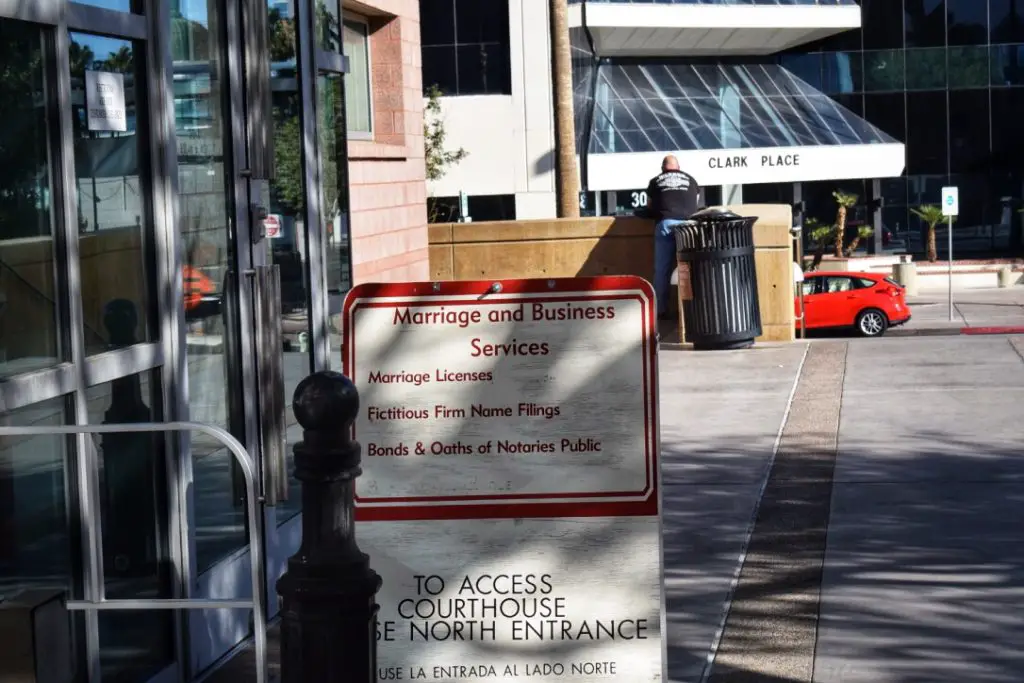 CLARK PLACE
30
Marriage and Business
Services
Marriage Licenses
Fictitious Firm Name Filings
Bonds & Oaths of Notaries Public
TO ACCESS
COURTHOUSE
SE NORTH ENTRANCE
USE LA ENTRADA AL LADO NORTE